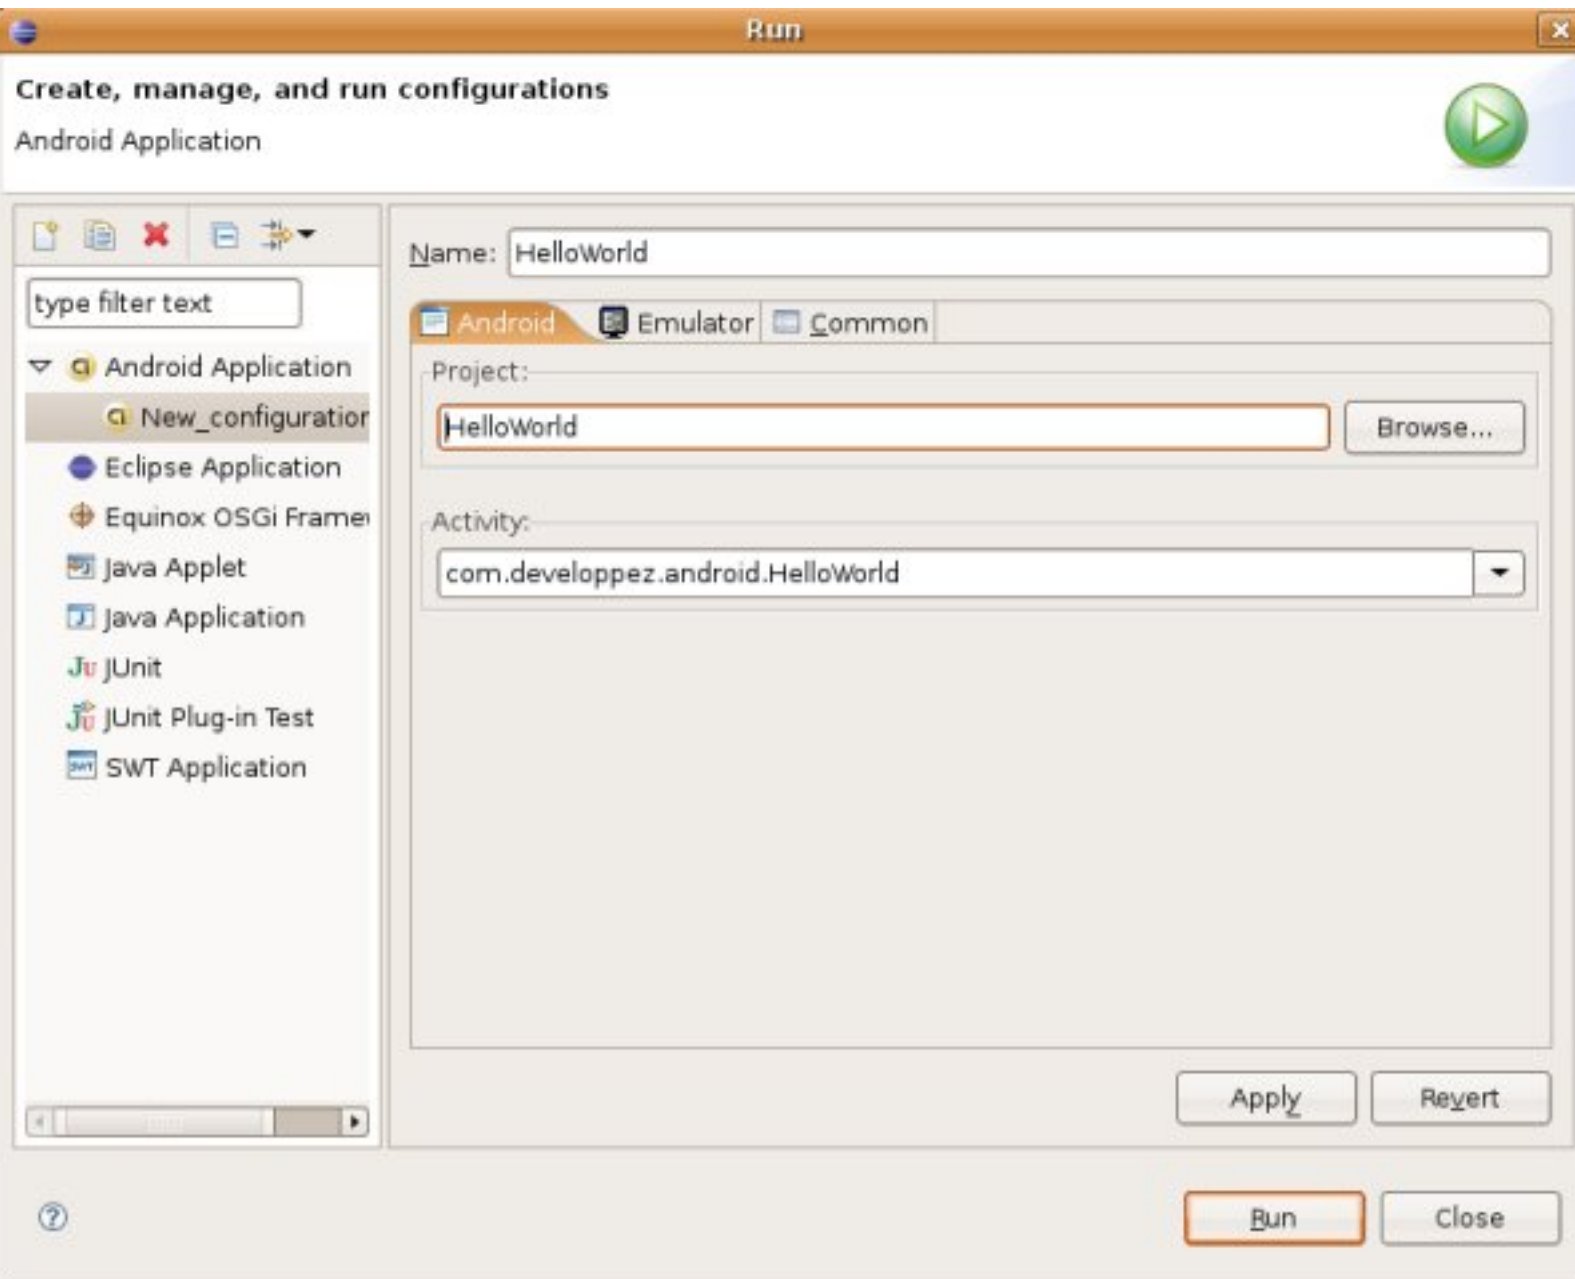 Run
Create, manage, and run configurations
Android Application
Name: HelloWorld
type filter text
Android Emulator Common
Android Application
Project:
New_configuration
HelloWorld Browse...
Eclipse Application
Equinox OSGi Frame
Activity:
Java Applet
com.developpez.android.HelloWorld
Java Application
JUnit
JUnit Plug-in Test
SWT Application
Apply Revert
Run Close